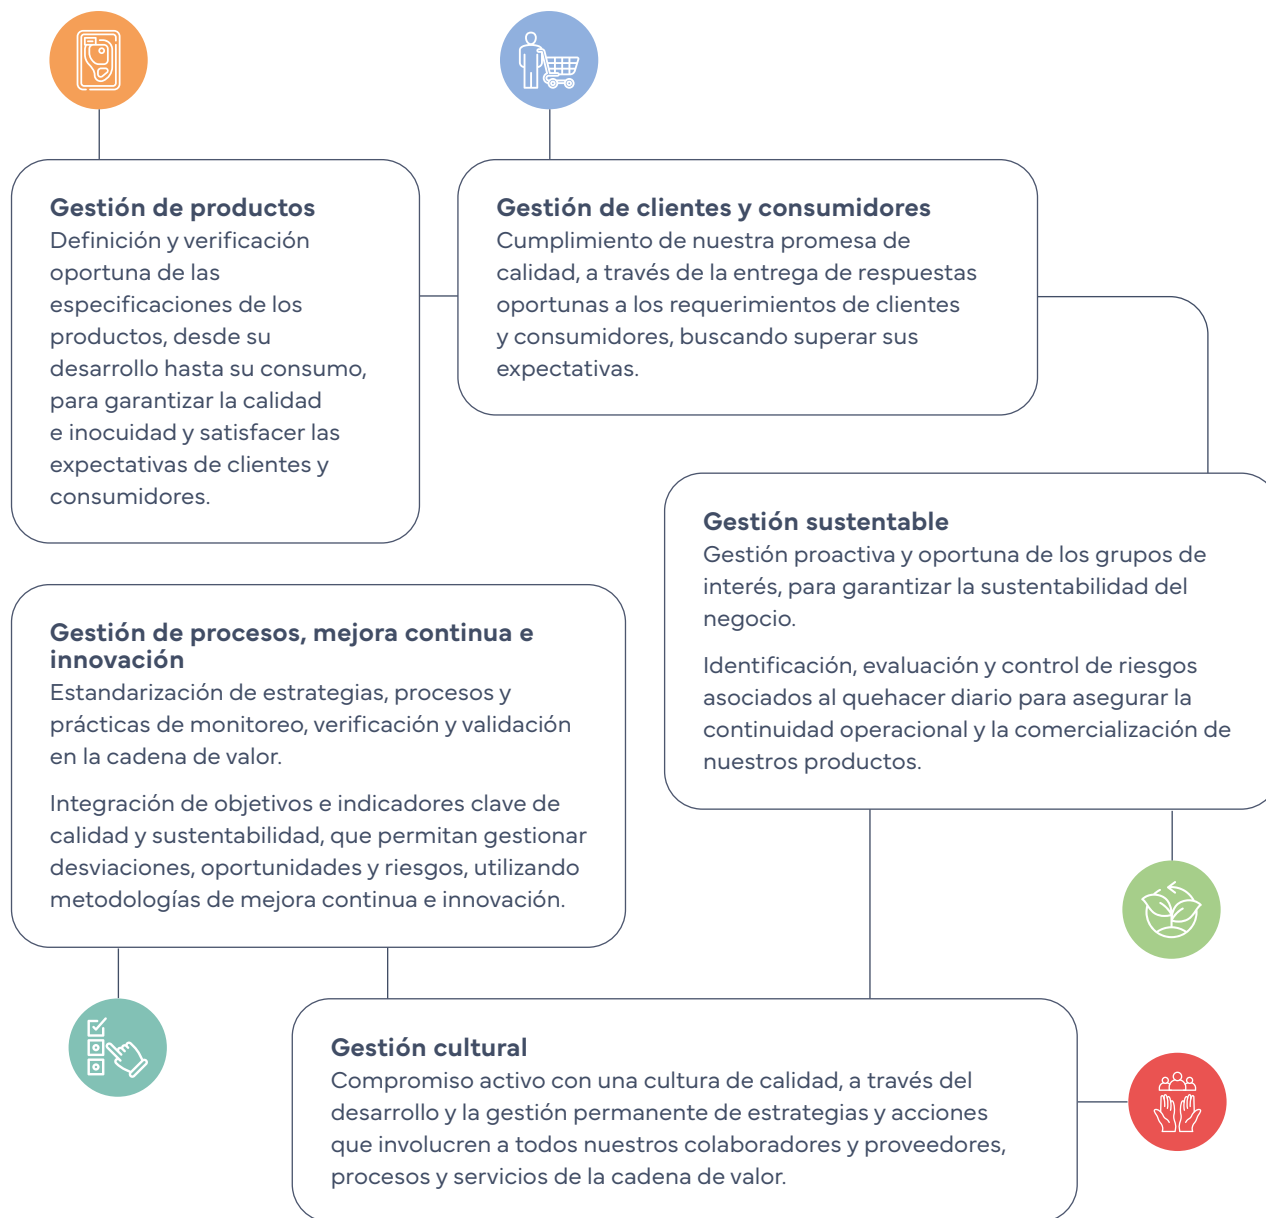 Gestión de productos
Definición y verificación
oportuna de las
especificaciones de los
productos, desde su
desarrollo hasta su consumo,
para garantizar la calidad
e inocuidad y satisfacer las
expectativas de clientes y
consumidores.
Gestión de clientes y consumidores
Cumplimiento de nuestra promesa de
calidad, a través de la entrega de respuestas
oportunas a los requerimientos de clientes
y consumidores, buscando superar sus
expectativas.
Gestión sustentable
Gestión proactiva y oportuna de los grupos de
interés, para garantizar la sustentabilidad del
negocio.
Identificación, evaluación y control de riesgos
asociados al quehacer diario para asegurar la
continuidad operacional y la comercialización de
nuestros productos.
Gestión de procesos, mejora continua e
innovación
Estandarización de estrategias, procesos y
prácticas de monitoreo, verificación y validación
en la cadena de valor.
Integración de objetivos e indicadores clave de
calidad y sustentabilidad, que permitan gestionar
desviaciones, oportunidades y riesgos, utilizando
metodologías de mejora continua e innovación.
Gestión cultural
Compromiso activo con una cultura de calidad, a través del
desarrollo y la gestión permanente de estrategias y acciones
que involucren a todos nuestros colaboradores y proveedores,
procesos y servicios de la cadena de valor.